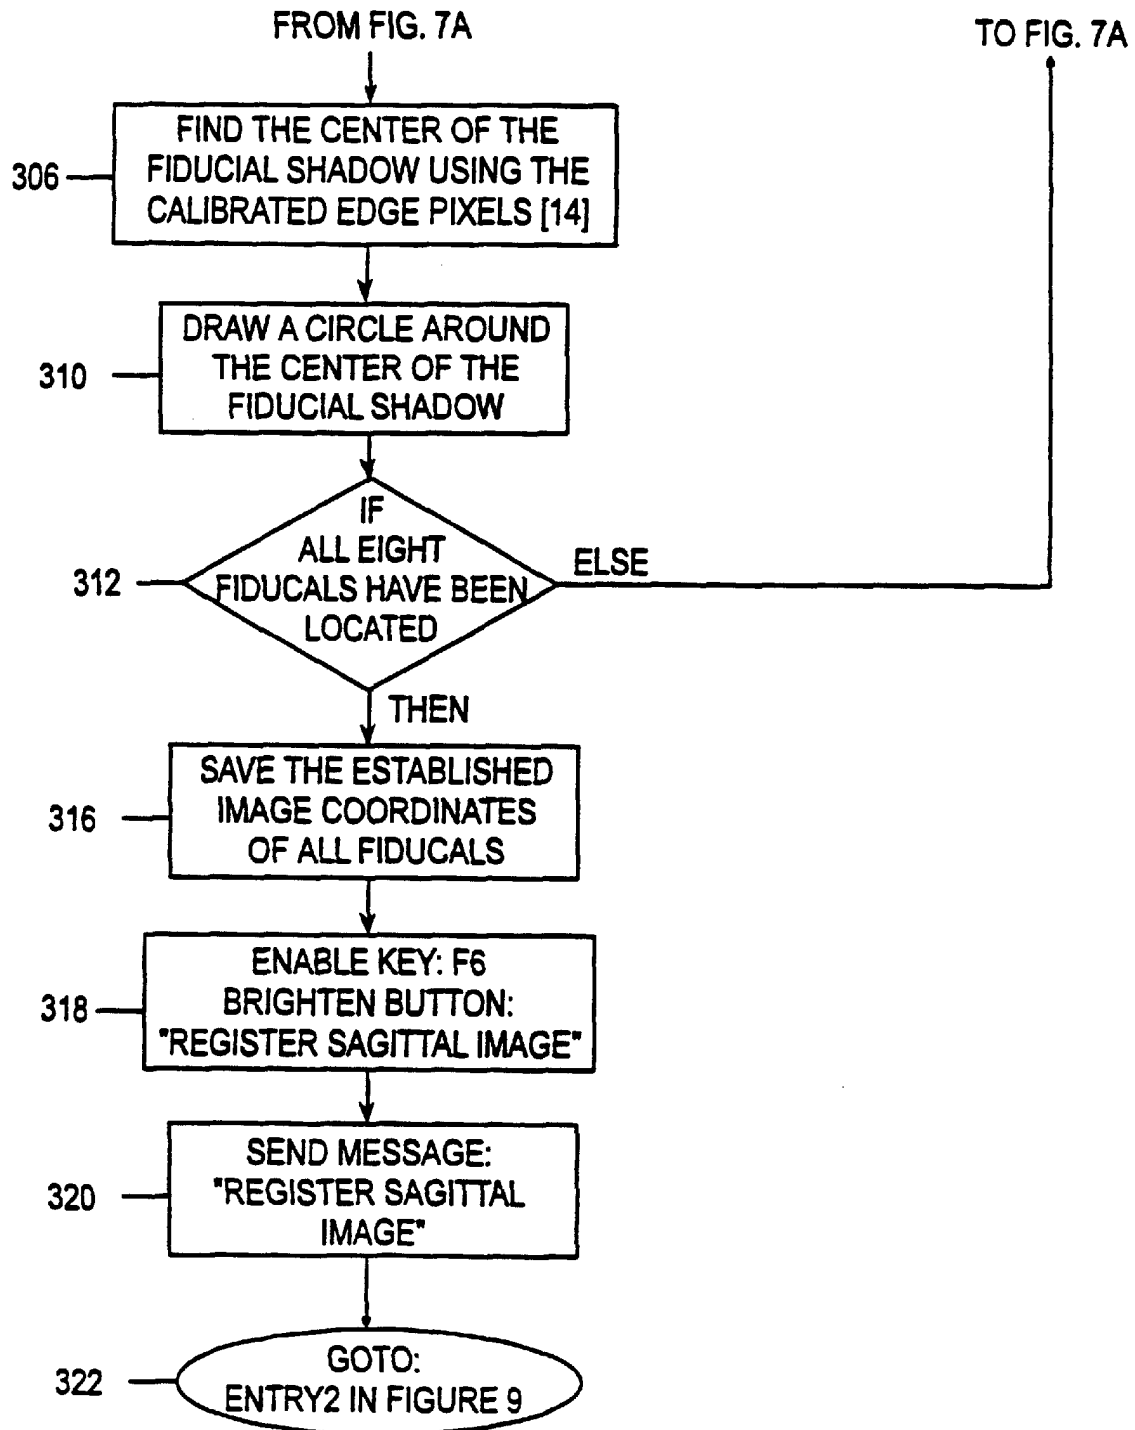 FROM FIG. 7A
TO FIG. 7A
306
FIND THE CENTER OF THE
FIDUCIAL SHADOW USING THE
CALIBRATED EDGE PIXELS [14]
310
DRAW A CIRCLE AROUND
THE CENTER OF THE
FIDUCIAL SHADOW
312
IF
ALL EIGHT
FIDUCALS HAVE BEEN
LOCATED
ELSE
THEN
316
SAVE THE ESTABLISHED
IMAGE COORDINATES
OF ALL FIDUCALS
318
ENABLE KEY: F6
BRIGHTEN BUTTON:
"REGISTER SAGITTAL IMAGE"
320
SEND MESSAGE:
"REGISTER SAGITTAL
IMAGE"
322
GOTO:
ENTRY2 IN FIGURE 9